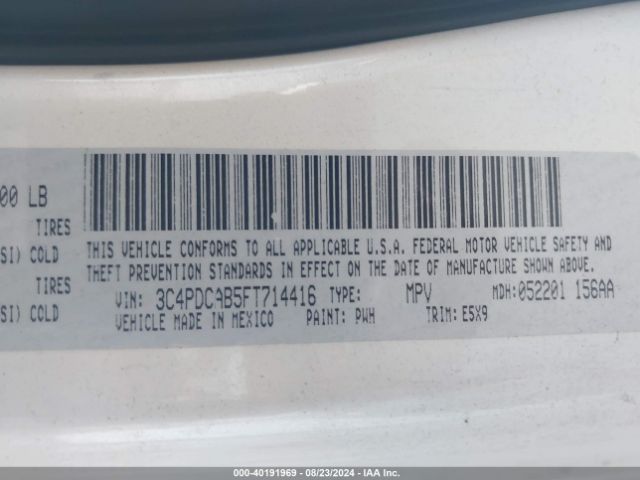 00 LB
TIRES
SI) COLD
TIRES
SI) COLD
THIS VEHICLE CONFORMS TO ALL APPLICABLE U.S.A. FEDERAL MOTOR VEHICLE SAFETY AND
THEFT PREVENTION STANDARDS IN EFFECT ON THE DATE OF MANUFACTURE SHOWN ABOVE.
VIN: 3C4PDCAB5FT714416 TYPE: MPV MDH:052201 156AA
VEHICLE MADE IN MEXICO PAINT: PWH TRIM: E5X9
000-40191969 | 08/23/2024 | IAA Inc.